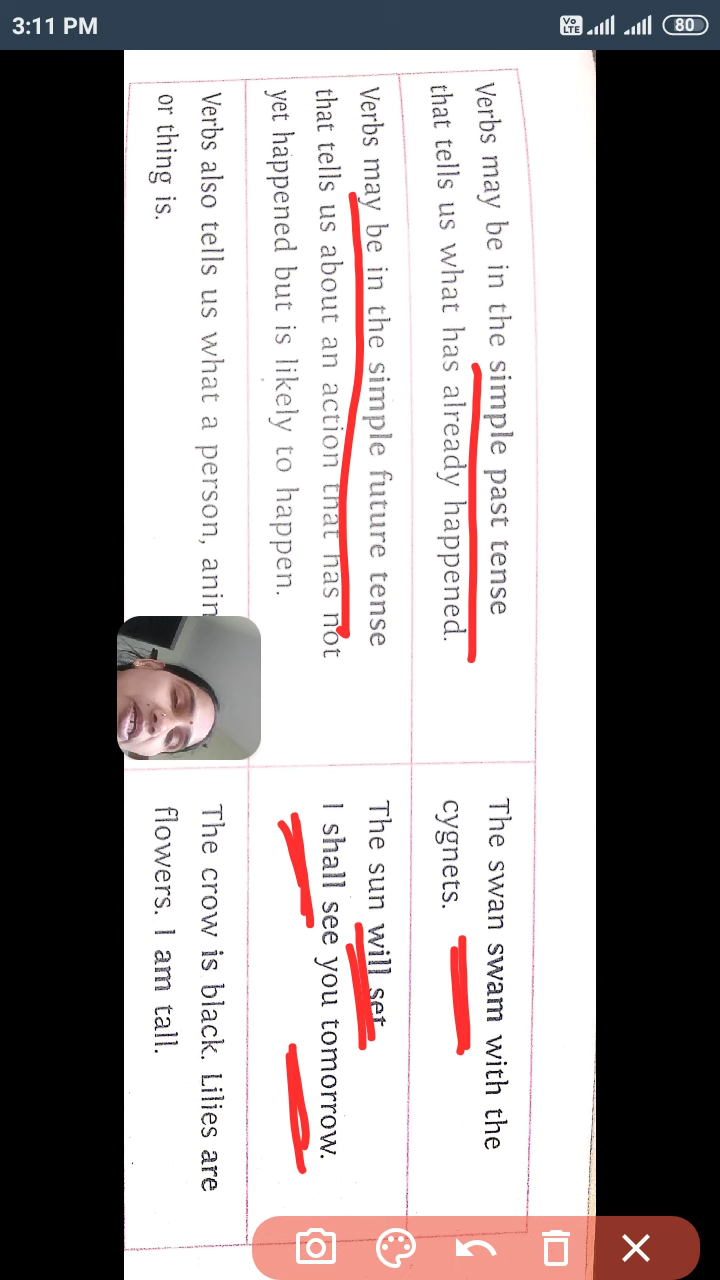 3:11 PM
Vo
LTE
80
Verbs may be in the simple past tense
that tells us what has already happened.
The swan swam with the
cygnets.
Verbs may be in the simple future tense
that tells us about an action that has not
yet happened but is likely to happen.
The sun will set
I shall see you tomorrow.
Verbs also tells us what a person,
or thing is.
The crow is black. Lilies are
flowers. I am tall.